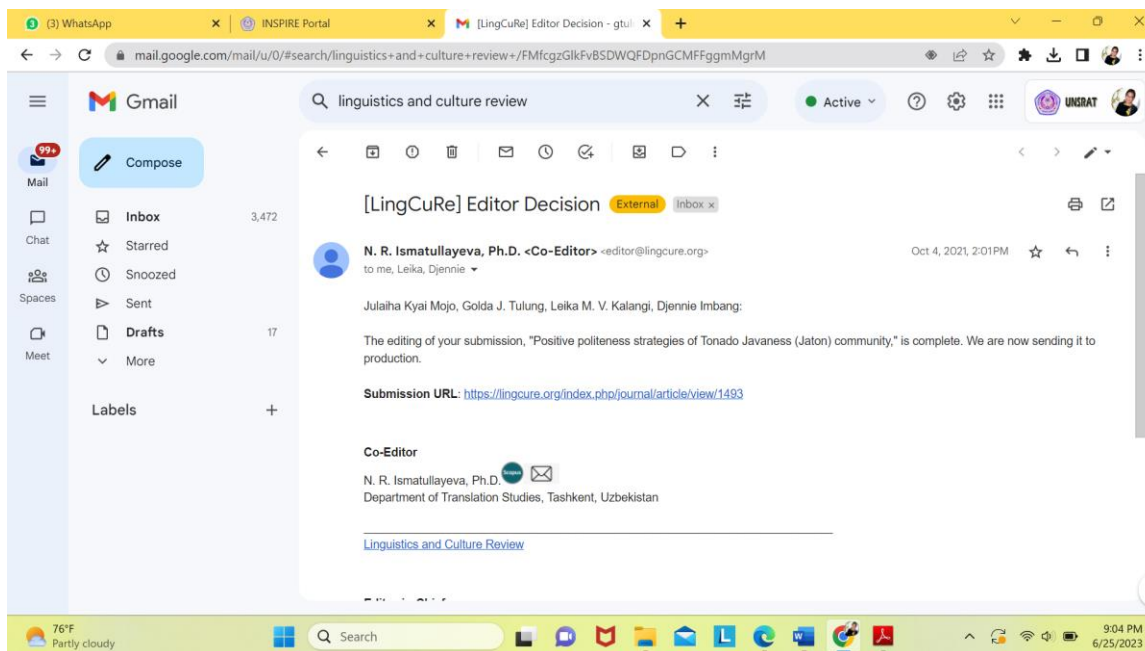 (3) WhatsApp
INSPIRE Portal
[LingCuRe] Editor Decision - gtul
mail.google.com/mail/u/0/#search/linguistics+and+culture+review+/FMfcgzGlkFvBSDWQFDpnGCMFFggmMgrM
Gmail
linguistics and culture review
Active
UNSRAT
99+
Mail
Chat
Spaces
Meet
Compose
Inbox 3,472
Starred
Snoozed
Sent
Drafts 17
More
Labels
[LingCuRe] Editor Decision External Inbox x
N. R. Ismatullayeva, Ph.D. <Co-Editor> <editor@lingcure.org>
Oct 4, 2021, 2:01 PM
to me, Leika, Djennie
Julaiha Kyai Mojo, Golda J. Tulung, Leika M. V. Kalangi, Djennie Imbang:
The editing of your submission, "Positive politeness strategies of Tonado Javaness (Jaton) community," is complete. We are now sending it to
production.
Submission URL: https://lingcure.org/index.php/journal/article/view/1493
Co-Editor
N. R. Ismatullayeva, Ph.D.
Scopus
Department of Translation Studies, Tashkent, Uzbekistan
Linguistics and Culture Review
76°F
Partly cloudy
Search
9:04 PM
6/25/2023